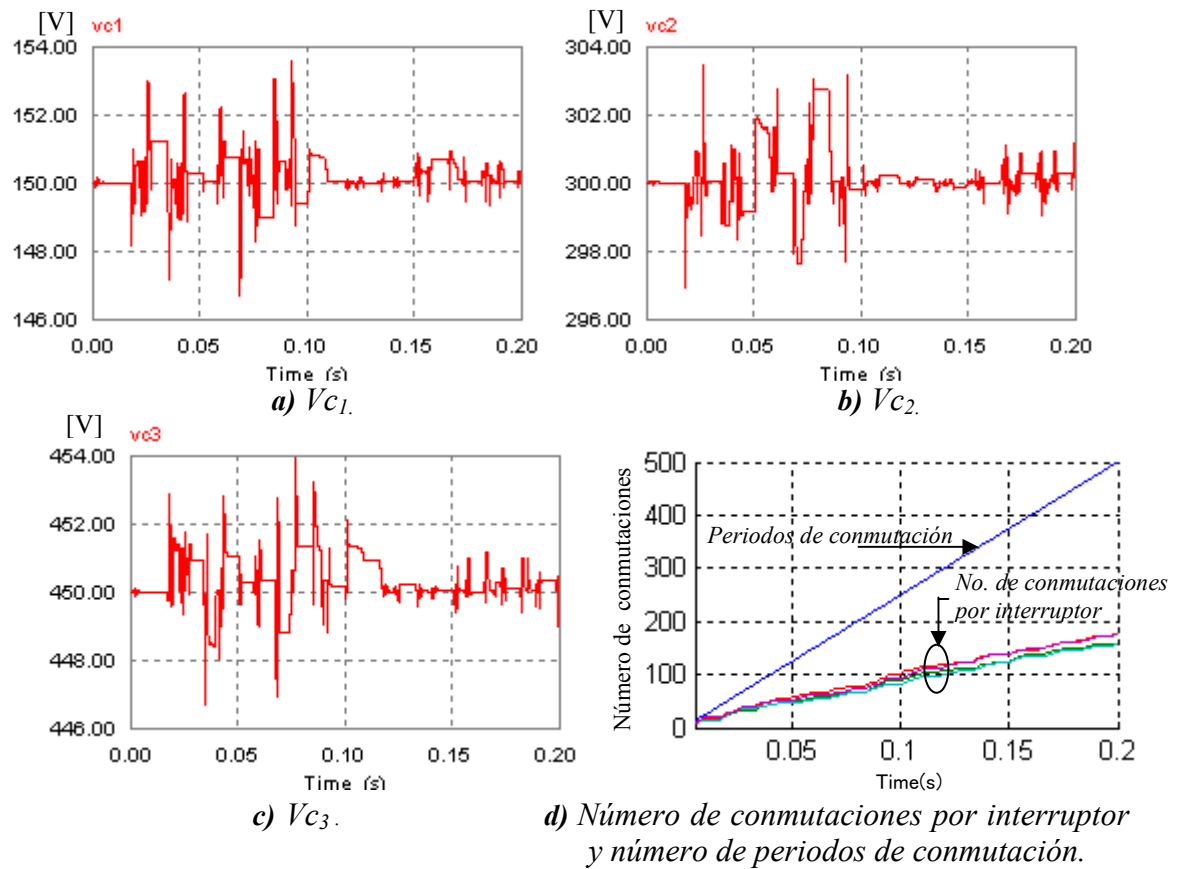 [V]
vc1
154.00
152.00
150.00
148.00
146.00
0.00
0.05
0.10
0.15
0.20
Time (s)
a) Vc1.
[V]
vc2
304.00
302.00
300.00
298.00
296.00
0.00
0.05
0.10
0.15
0.20
Time (s)
b) Vc2.
[V]
vc3
454.00
452.00
450.00
448.00
446.00
0.00
0.05
0.10
0.15
0.20
Time (s)
c) Vc3 .
Número de conmutaciones
500
400
300
200
100
0
Periodos de conmutación
No. de conmutaciones
por interruptor
0.05
0.1
0.15
0.2
Time(s)
d) Número de conmutaciones por interruptor
y número de periodos de conmutación.